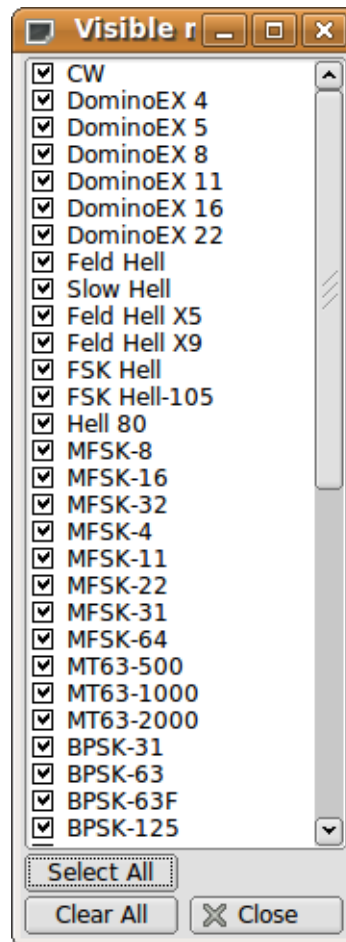 Visible r
CW
DominoEX 4
DominoEX 5
DominoEX 8
DominoEX 11
DominoEX 16
DominoEX 22
Feld Hell
Slow Hell
Feld Hell X5
Feld Hell X9
FSK Hell
FSK Hell-105
Hell 80
MFSK-8
MFSK-16
MFSK-32
MFSK-4
MFSK-11
MFSK-22
MFSK-31
MFSK-64
MT63-500
MT63-1000
MT63-2000
BPSK-31
BPSK-63
BPSK-63F
BPSK-125
Select All
Clear All Close